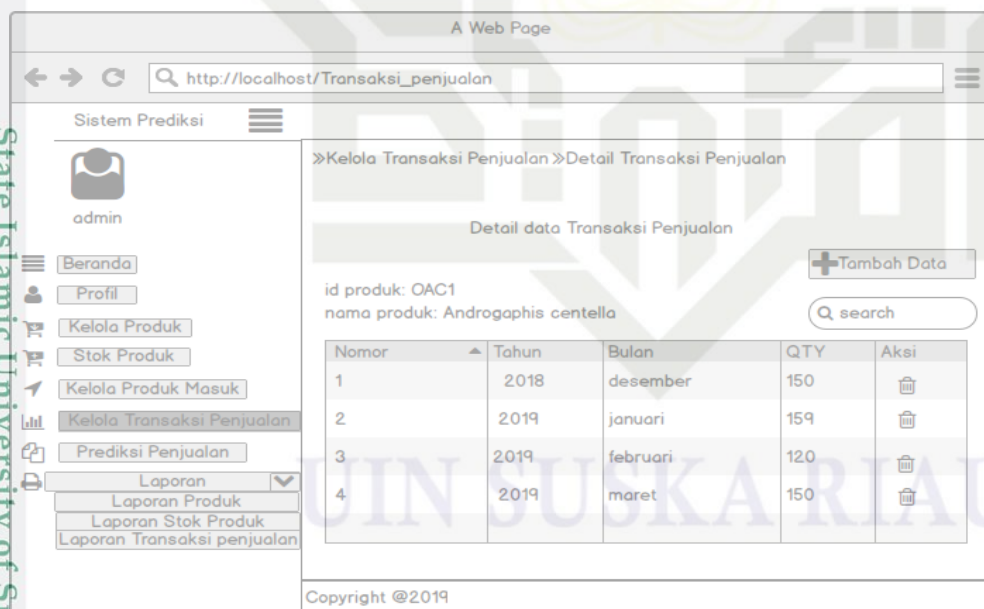 A Web Page
http://localhost/Transaksi_penjualan
Sistem Prediksi
admin
Beranda
Profil
Kelola Produk
Stok Produk
Kelola Produk Masuk
Kelola Transaksi Penjualan
Prediksi Penjualan
Laporan
Laporan Produk
Laporan Stok Produk
Laporan Transaksi penjualan
»Kelola Transaksi Penjualan »Detail Transaksi Penjualan
Detail data Transaksi Penjualan
Tambah Data
id produk: OAC1
nama produk: Androgaphis centella
search
Nomor Tahun Bulan QTY Aksi
1 2018 desember 150
2 2019 januari 159
3 2019 februari 120
4 2019 maret 150
Copyright @2019
UIN SUSKA RIAU
State Islamic University of Su